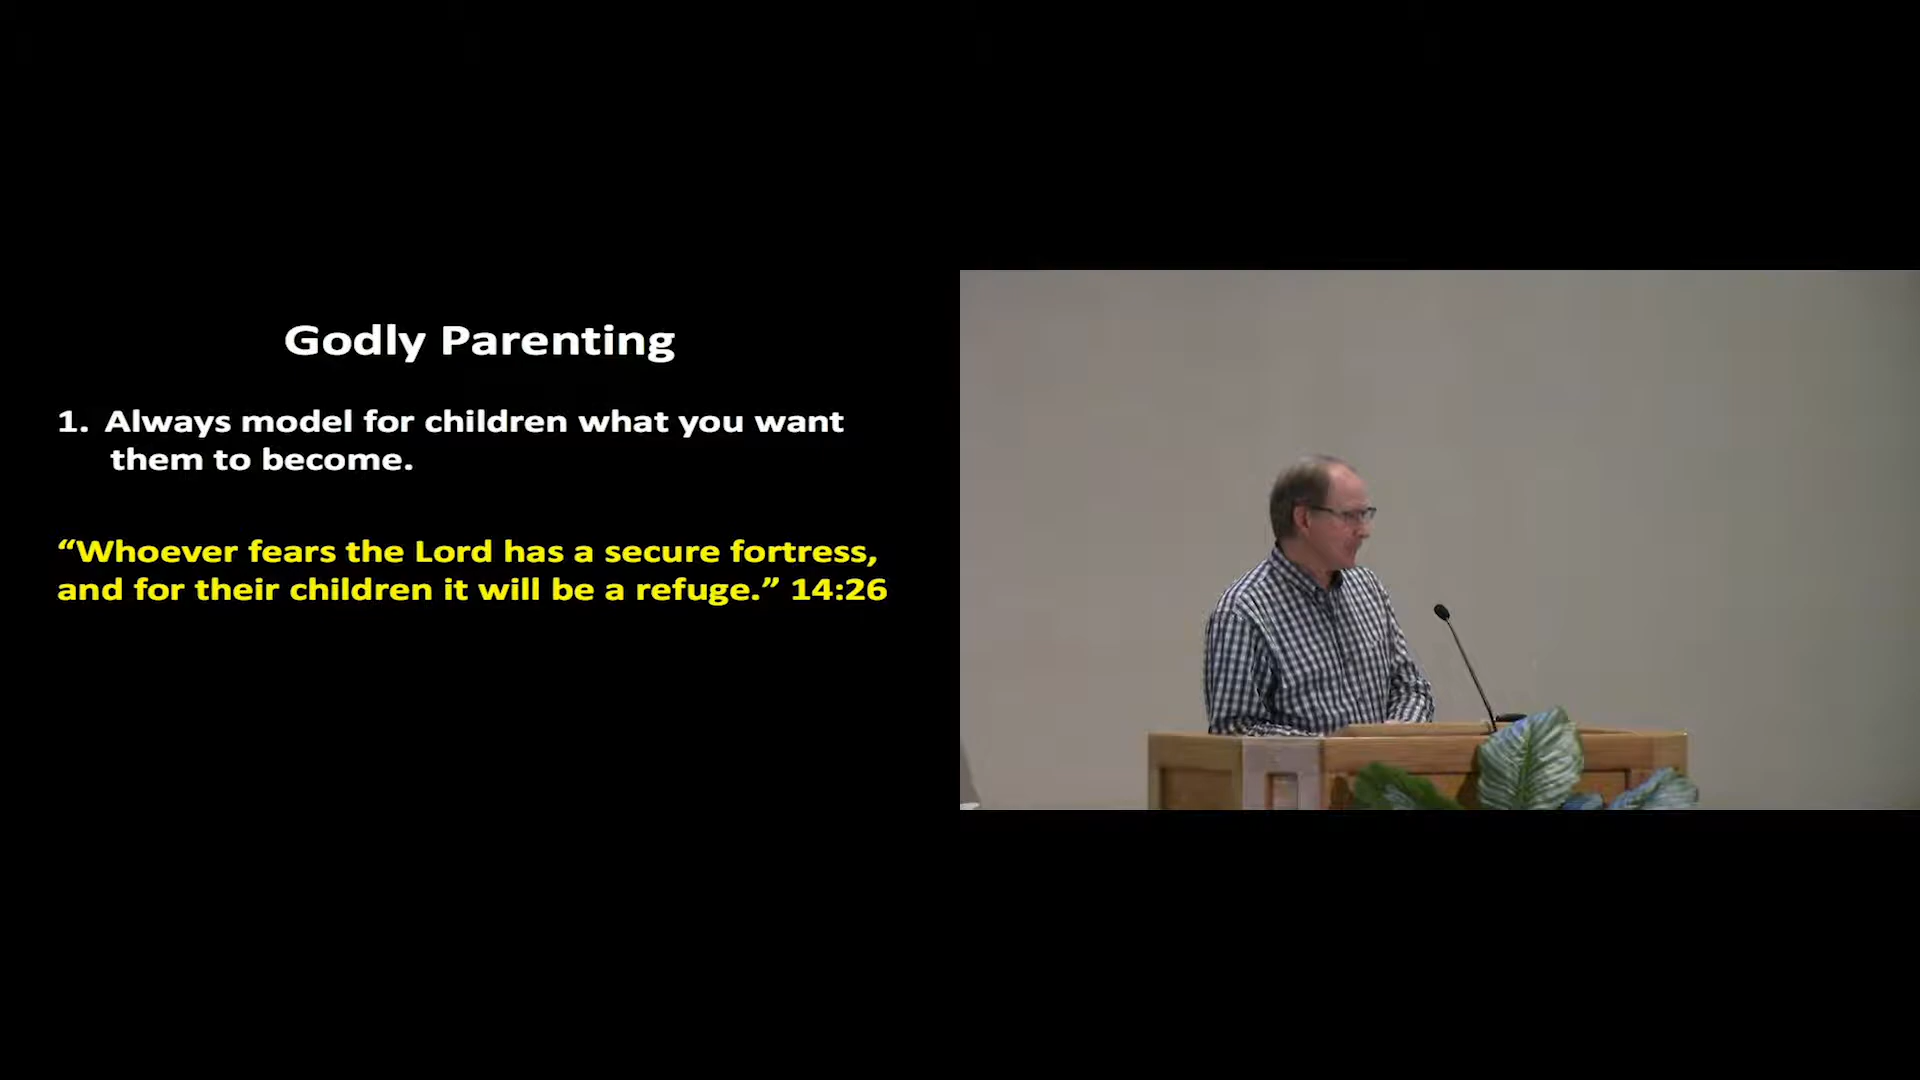 Godly Parenting
1. Always model for children what you want
them to become.
“Whoever fears the Lord has a secure fortress,
and for their children it will be a refuge.” 14:26